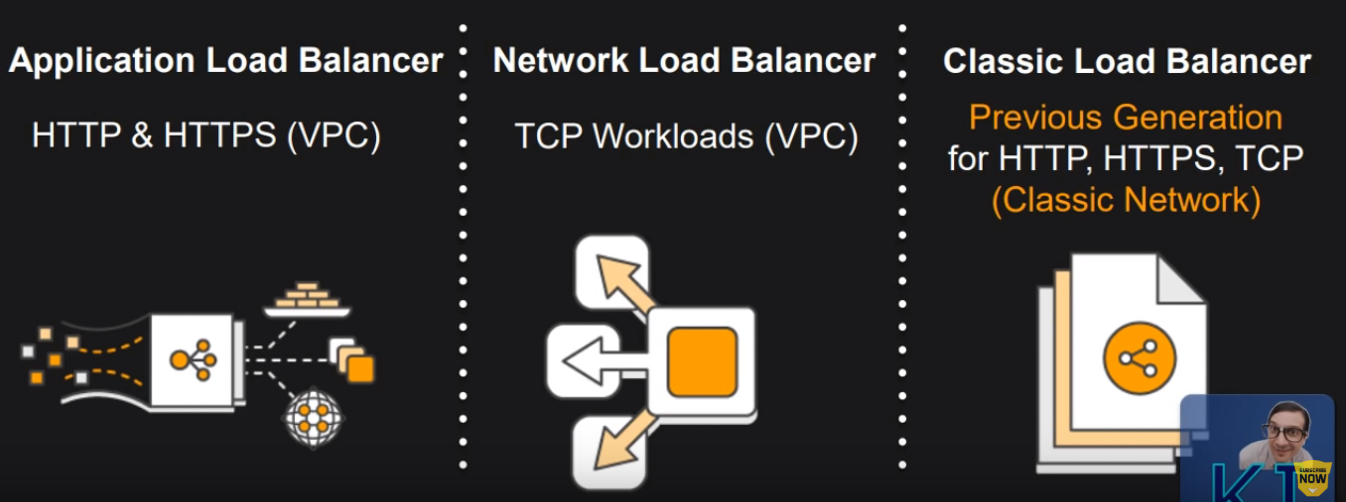 Application Load Balancer
HTTP & HTTPS (VPC)
Network Load Balancer
TCP Workloads (VPC)
Classic Load Balancer
Previous Generation
for HTTP, HTTPS, TCP
(Classic Network)
SUBSCRIBE
NOW